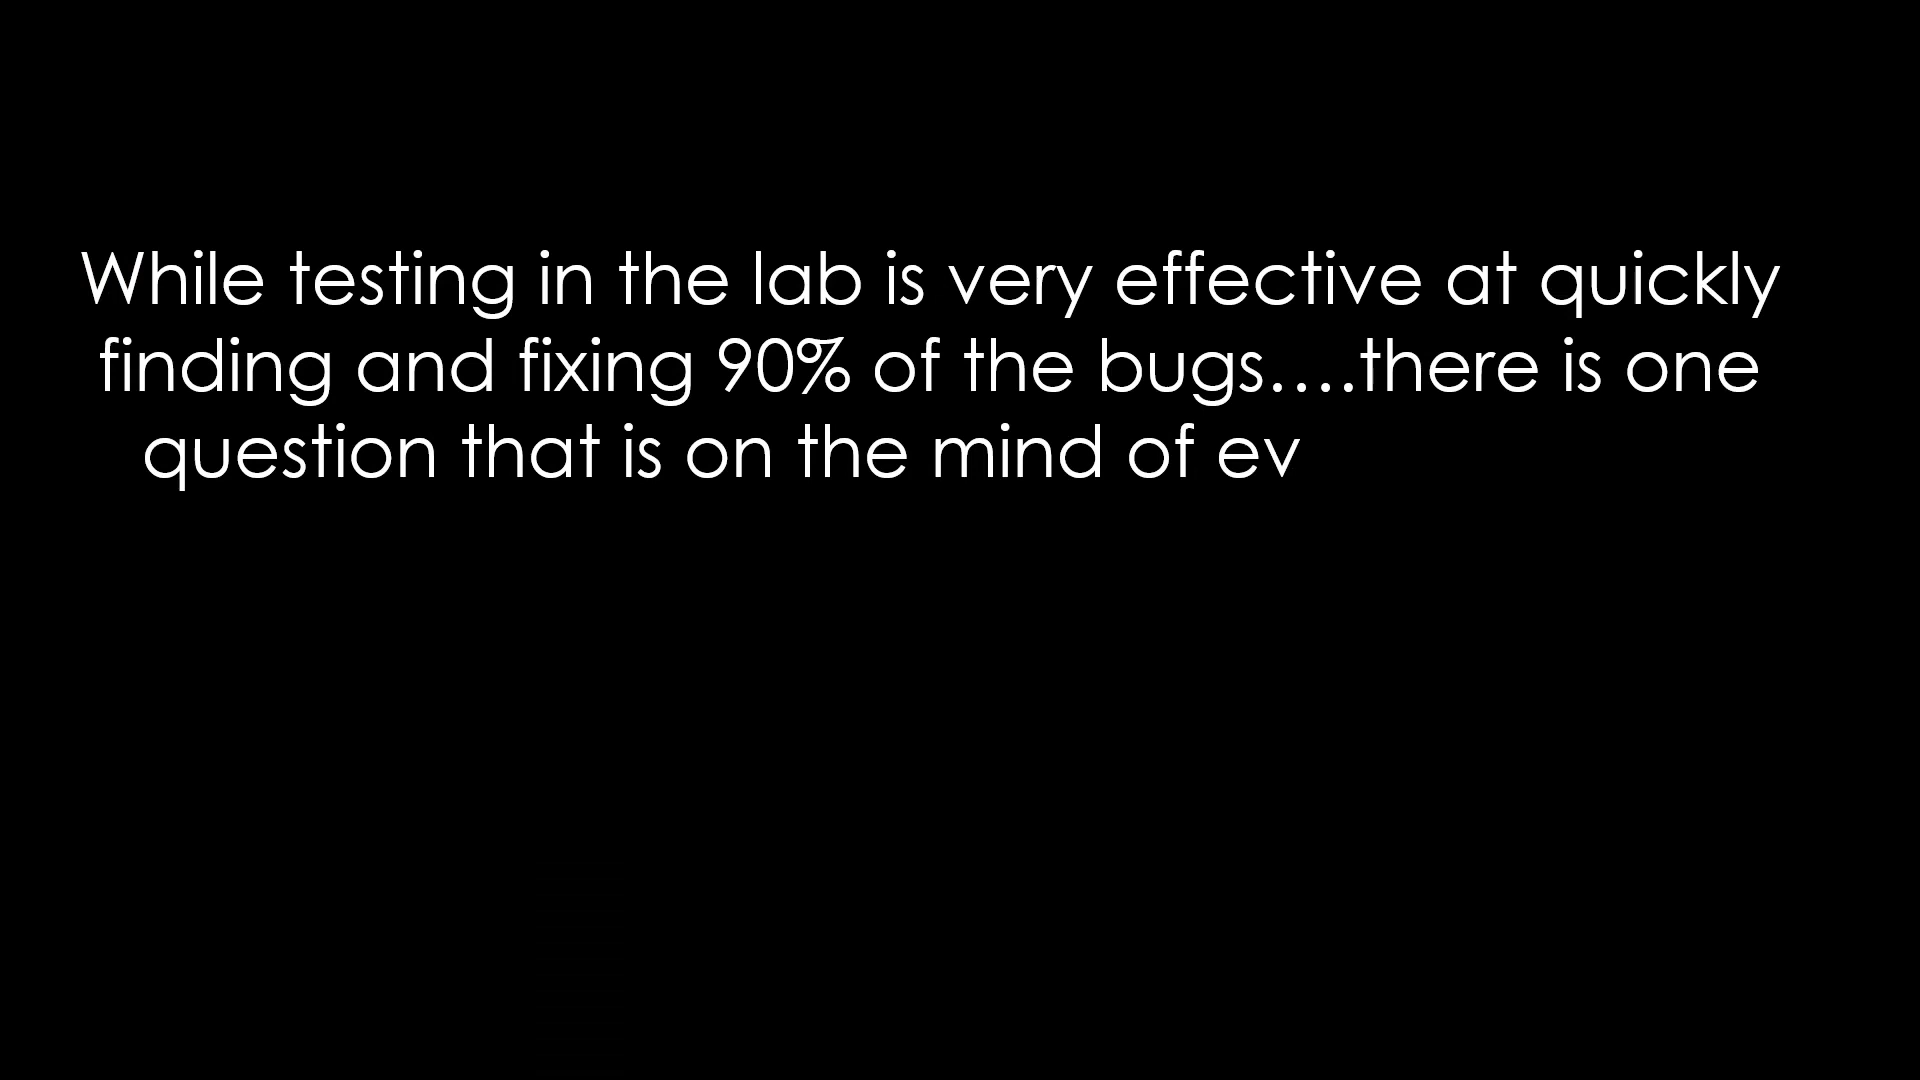 While testing in the lab is very effective at quickly
finding and fixing 90% of the bugs....there is one
question that is on the mind of ev